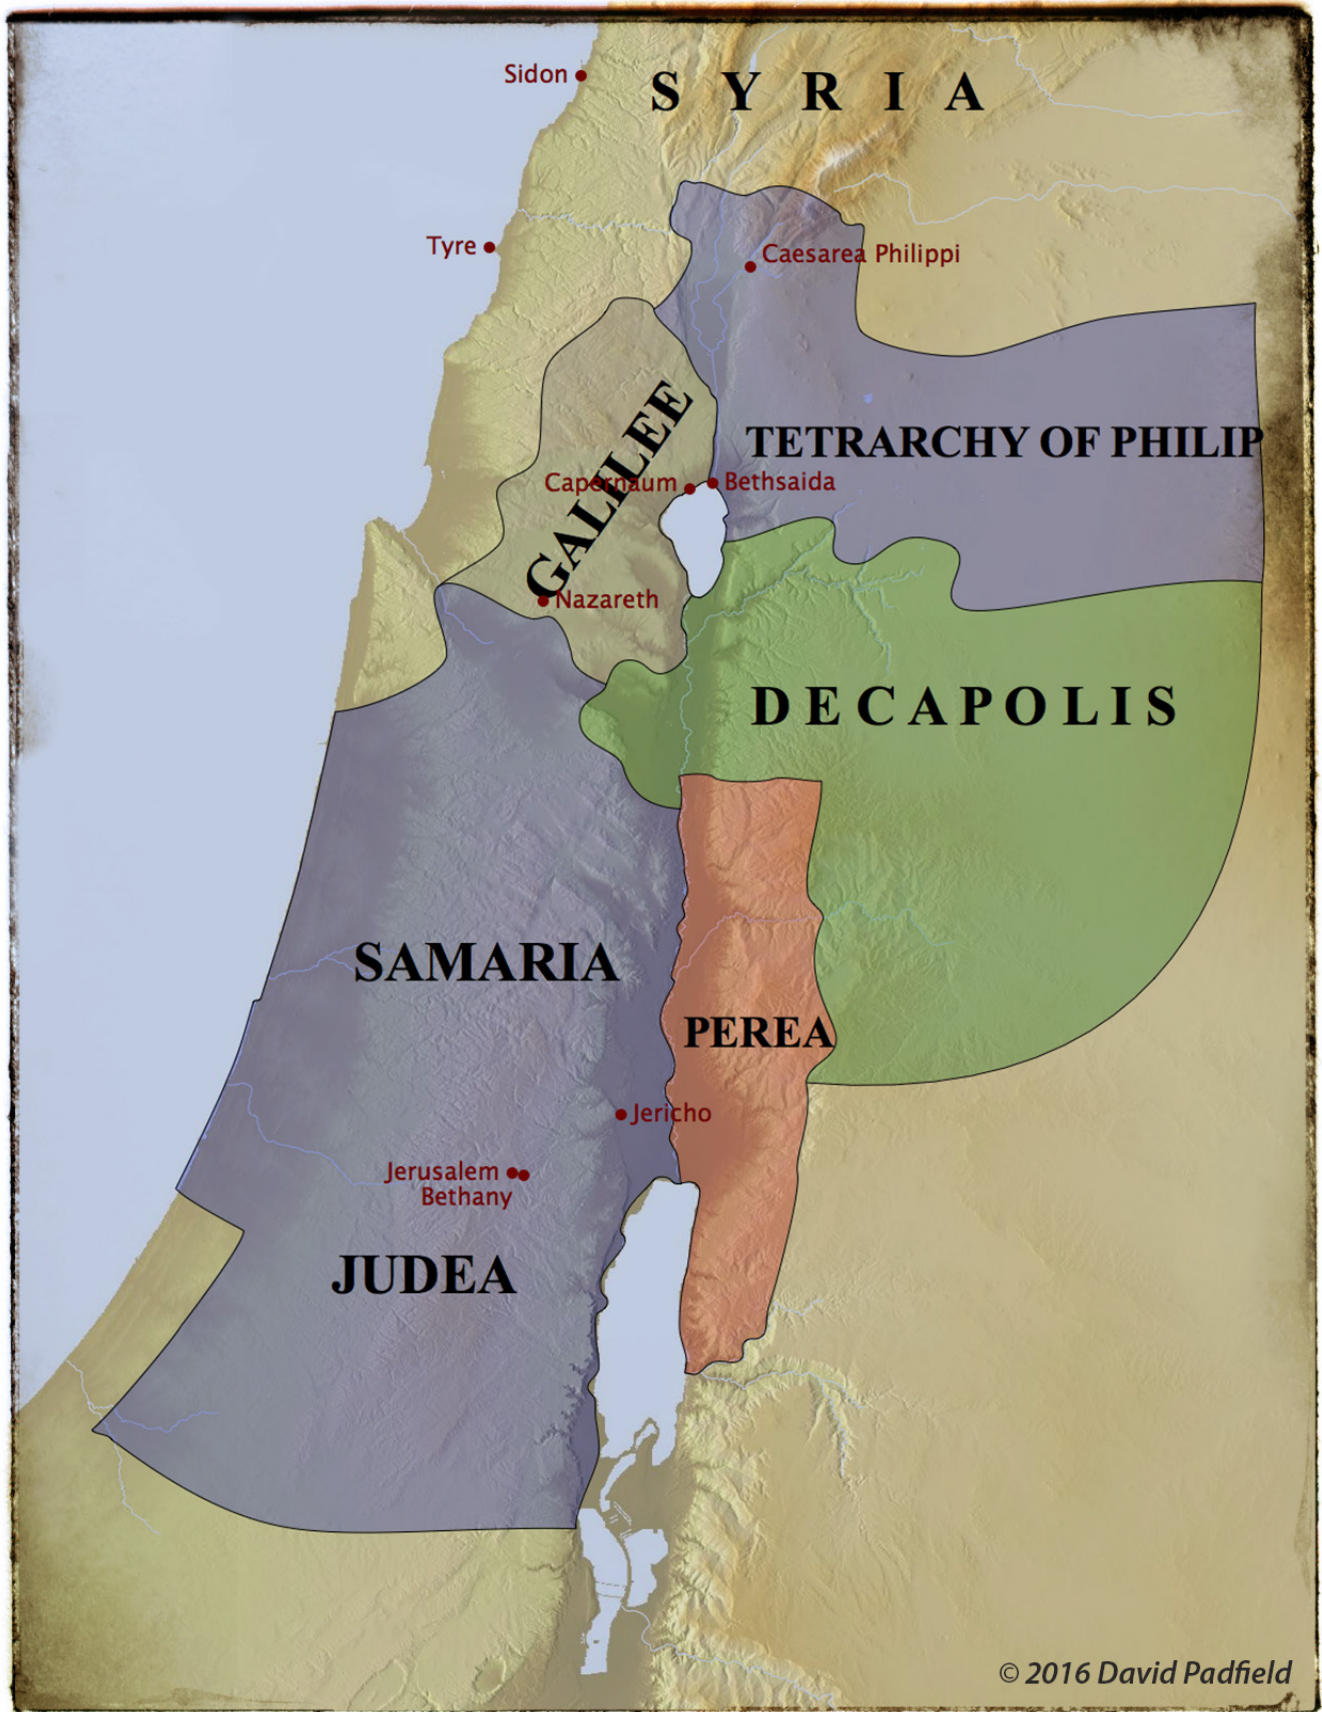 Sidon
S Y R I A
Tyre
Caesarea Philippi
GALILEE
TETRARCHY OF PHILIP
Capernaum
Bethsaida
Nazareth
DECAPOLIS
SAMARIA
PEREA
Jericho
Jerusalem
Bethany
JUDEA
© 2016 David Padfield